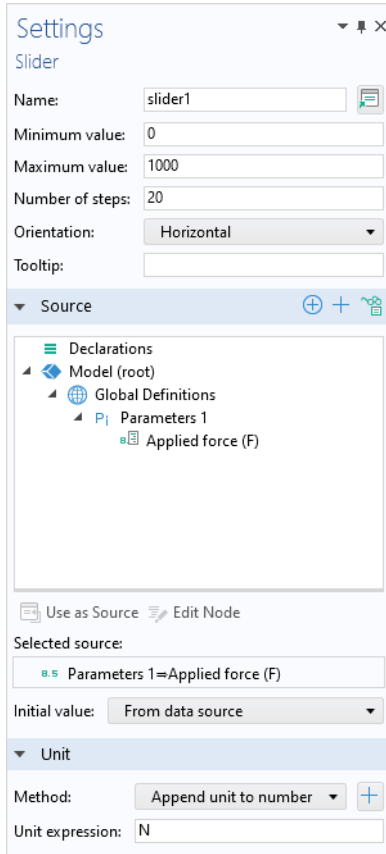 Settings
Slider
Name: slider1
Minimum value: 0
Maximum value: 1000
Number of steps: 20
Orientation: Horizontal
Tooltip:
Source
Declarations
Model (root)
Global Definitions
Pi Parameters 1
Applied force (F)
Use as Source Edit Node
Selected source:
8.5 Parameters 1⇒Applied force (F)
Initial value: From data source
Unit
Method: Append unit to number
Unit expression: N